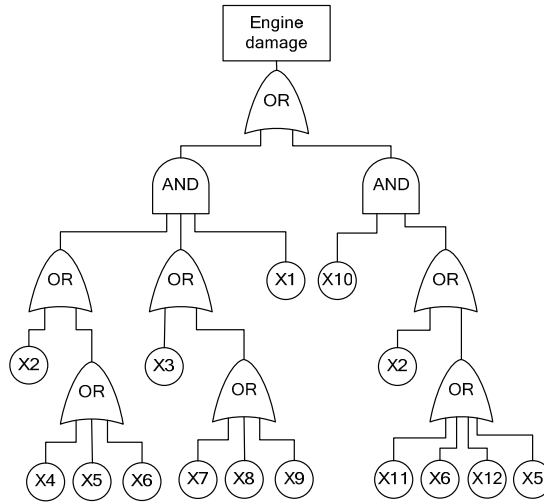 Engine
damage
OR
AND
AND
OR
OR
X1
X10
OR
X2
X3
X2
OR
OR
OR
X4
X5
X6
X7
X8
X9
X11
X6
X12
X5